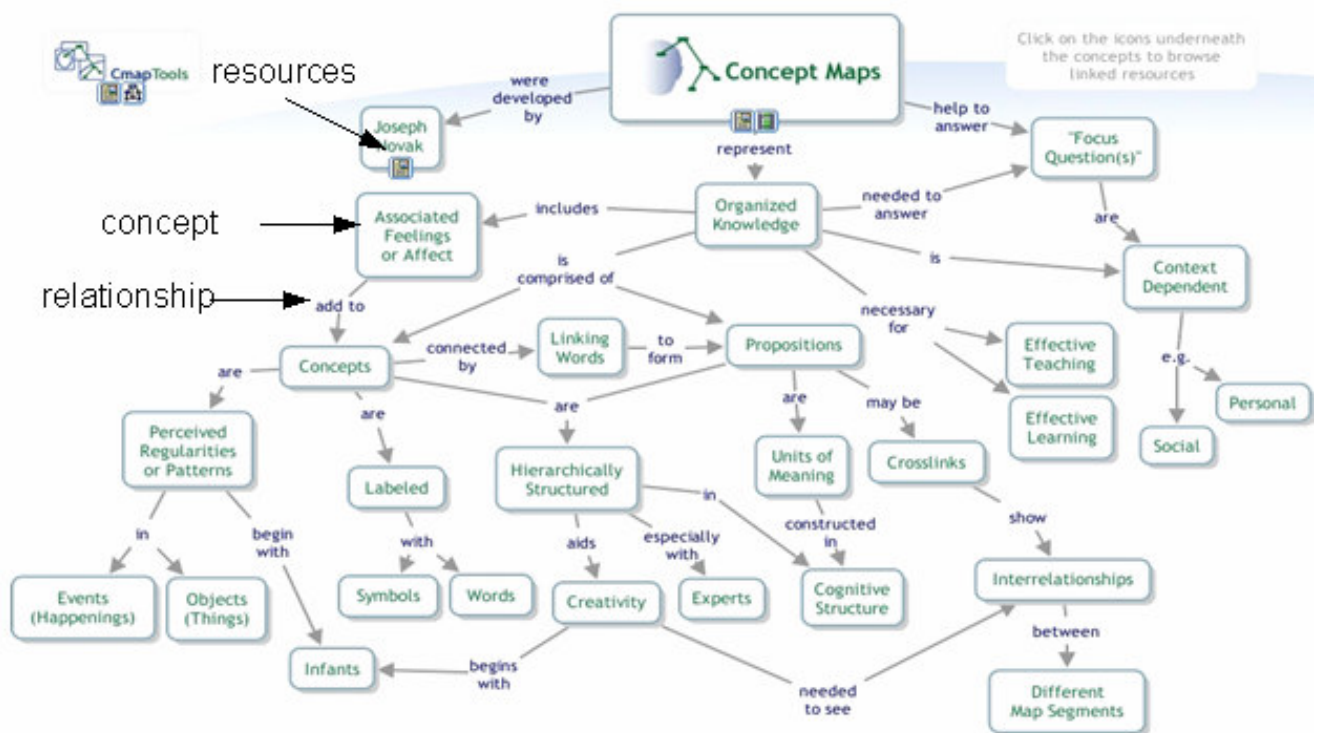 CmapTools
resources
were
developed
by
Concept Maps
Click on the icons underneath
the concepts to browse
linked resources
help to
answer
Joseph
Novak
represent
"Focus
Question(s)"
concept
Associated
Feelings
or Affect
includes
Organized
Knowledge
needed to
answer
are
is
Context
Dependent
relationship
add to
is
comprised of
necessary
for
Concepts
connected
by
Linking
Words
to
form
Propositions
Effective
Teaching
e.g.
are
are
are
are
may be
Effective
Learning
Personal
Social
Perceived
Regularities
or Patterns
Labeled
Hierarchically
Structured
Units of
Meaning
Crosslinks
in
begin
with
with
aids
especially
with
in
constructed
in
show
Events
(Happenings)
Objects
(Things)
Symbols
Words
Creativity
Experts
Cognitive
Structure
Interrelationships
Infants
begins
with
needed
to see
between
Different
Map Segments